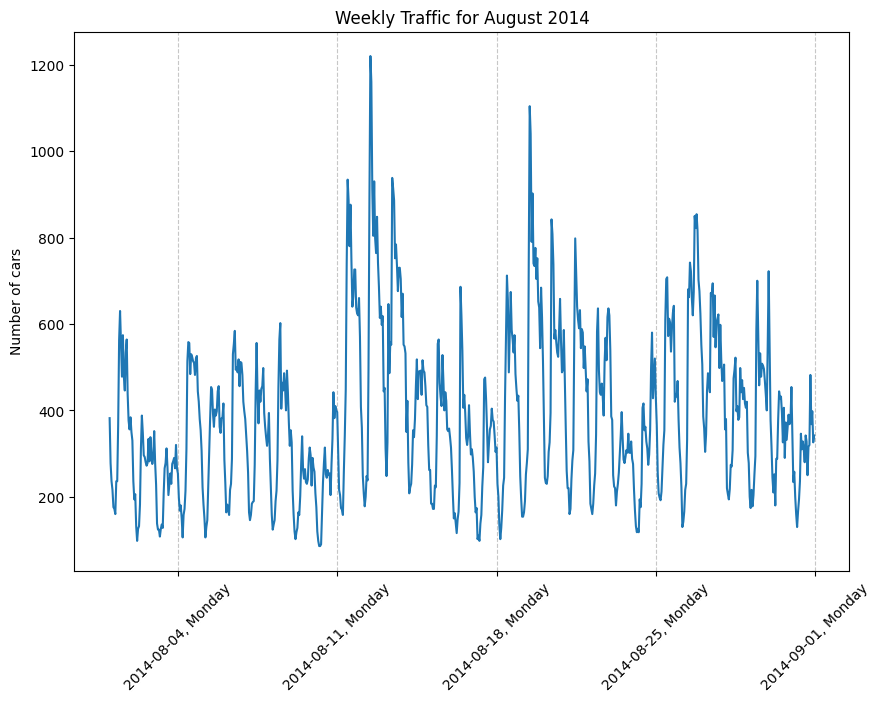 Weekly Traffic for August 2014
Number of cars
1200
1000
800
600
400
200
2014-08-04, Monday
2014-08-11, Monday
2014-08-18, Monday
2014-08-25, Monday
2014-09-01, Monday